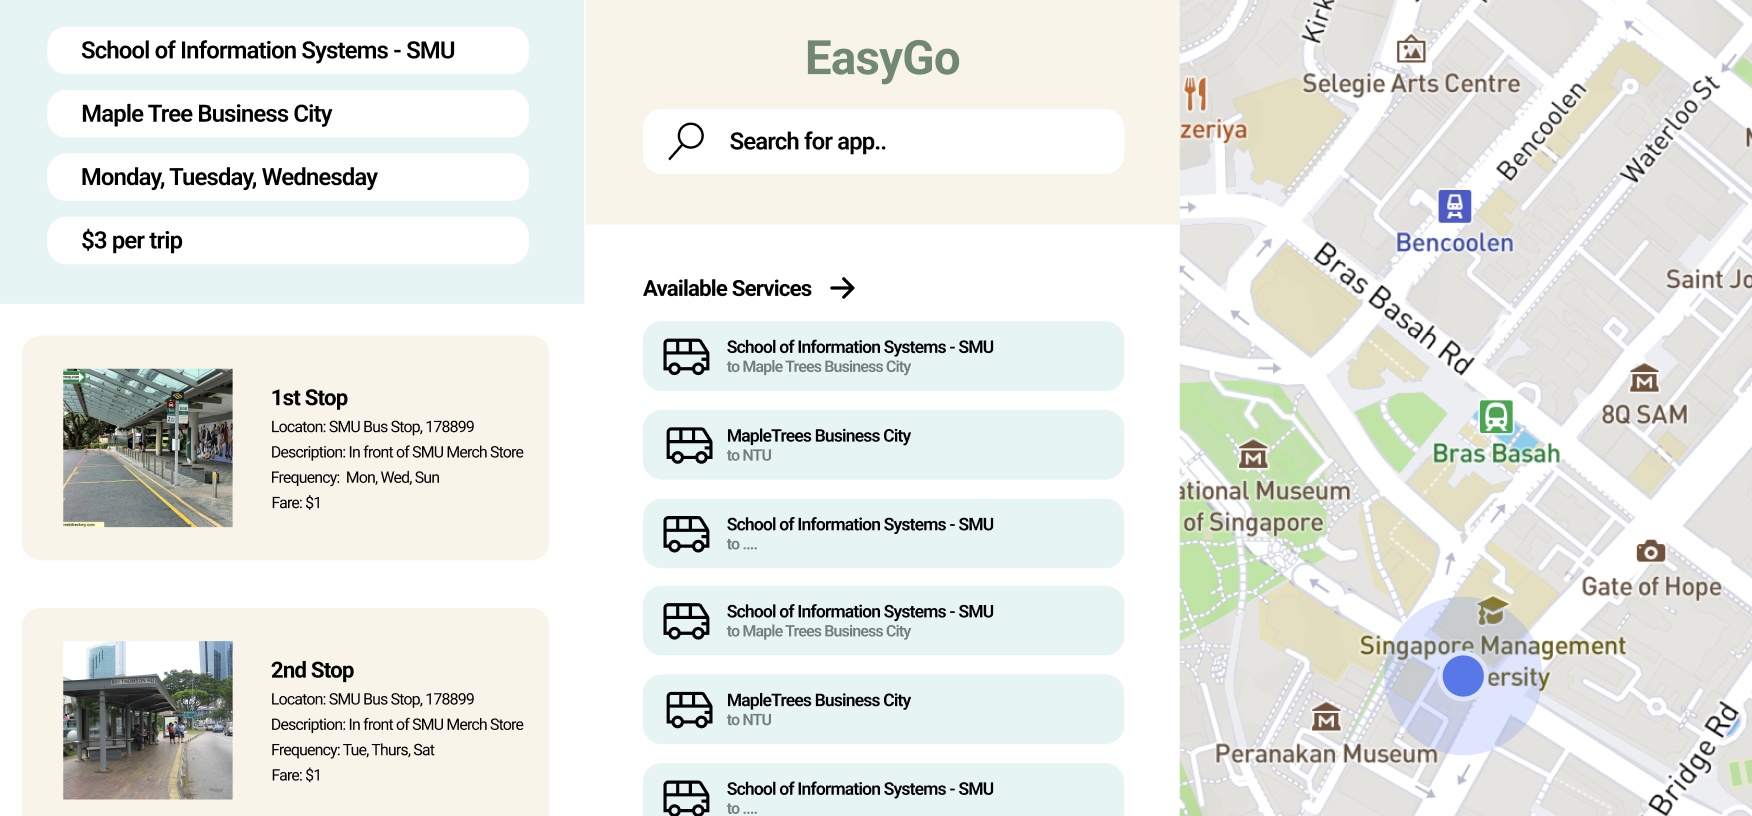 School of Information Systems - SMU
Maple Tree Business City
Monday, Tuesday, Wednesday
$3 per trip
1st Stop
Locaton: SMU Bus Stop, 178899
Description: In front of SMU Merch Store
Frequency:  Mon, Wed, Sun
Fare: $1
2nd Stop
Locaton: SMU Bus Stop, 178899
Description: In front of SMU Merch Store
Frequency: Tue, Thurs, Sat
Fare: $1
EasyGo
Search for app..
Available Services
School of Information Systems - SMU
to Maple Trees Business City
MapleTrees Business City
to NTU
School of Information Systems - SMU
to ....
School of Information Systems - SMU
to Maple Trees Business City
MapleTrees Business City
to NTU
School of Information Systems - SMU
to ....
Kirk
Selegie Arts Centre
zeriya
Bencoolen
Waterloo St
Bencoolen
Bras Basah Rd
Saint Jo
8Q SAM
Bras Basah
ational Museum
of Singapore
Gate of Hope
Singapore Management
ersity
Peranakan Museum
Bridge Rd